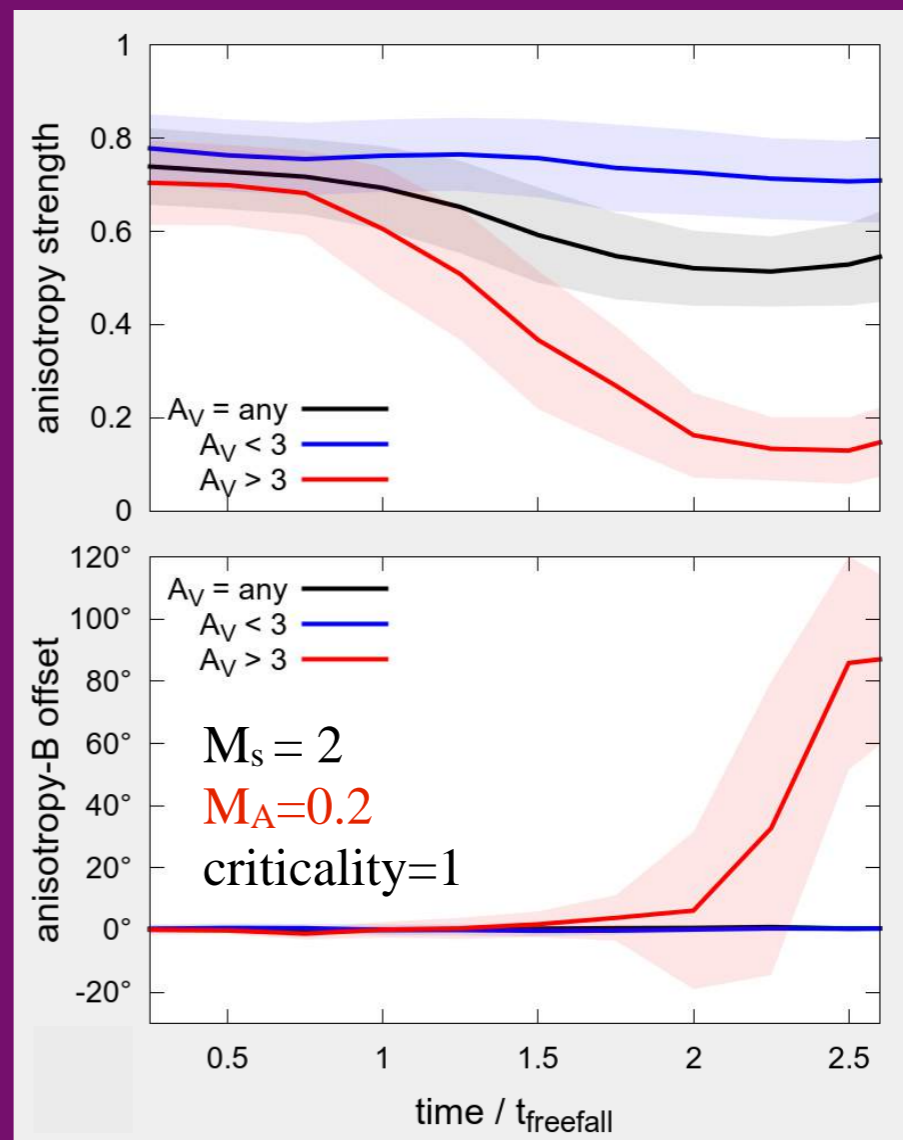 1
0.8
0.6
0.4
0.2
0
anisotropy strength
A_V = any
A_V < 3
A_V > 3
120°
100°
80°
60°
40°
20°
0°
-20°
anisotropy-B offset
A_V = any
A_V < 3
A_V > 3
M_s = 2
M_A=0.2
criticality=1
0.5 1 1.5 2 2.5
time / t_freefall